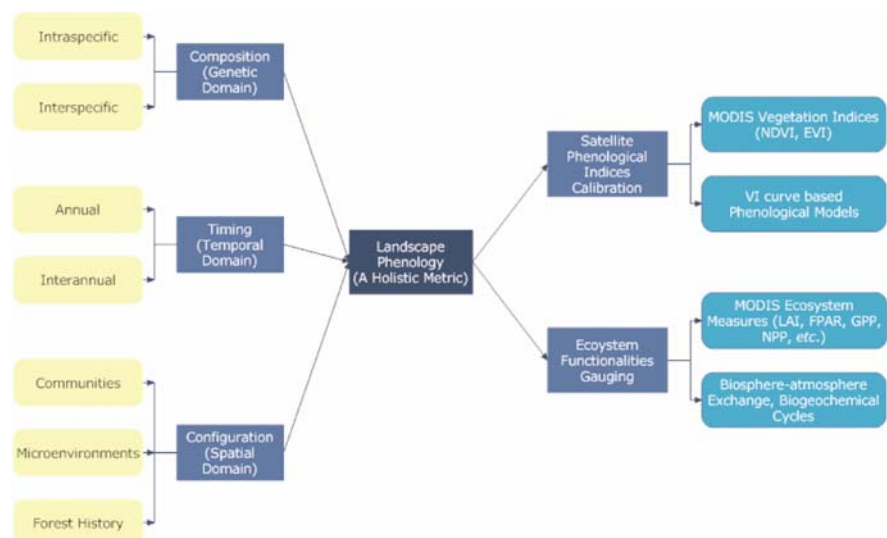 Intraspecific
Interspecific
Composition
(Genetic
Domain)
Annual
Interannual
Timing
(Temporal
Domain)
Communities
Microenvironments
Forest History
Configuration
(Spatial
Domain)
Landscape
Phenology
(A Holistic Metric)
Satellite
Phenological
Indices
Calibration
MODIS Vegetation Indices
(NDVI, EVI)
VI curve based
Phenological Models
Ecoystem
Functionalities
Gauging
MODIS Ecosystem
Measures (LAI, FPAR, GPP,
NPP, etc.)
Biosphere-atmosphere
Exchange, Biogeochemical
Cycles